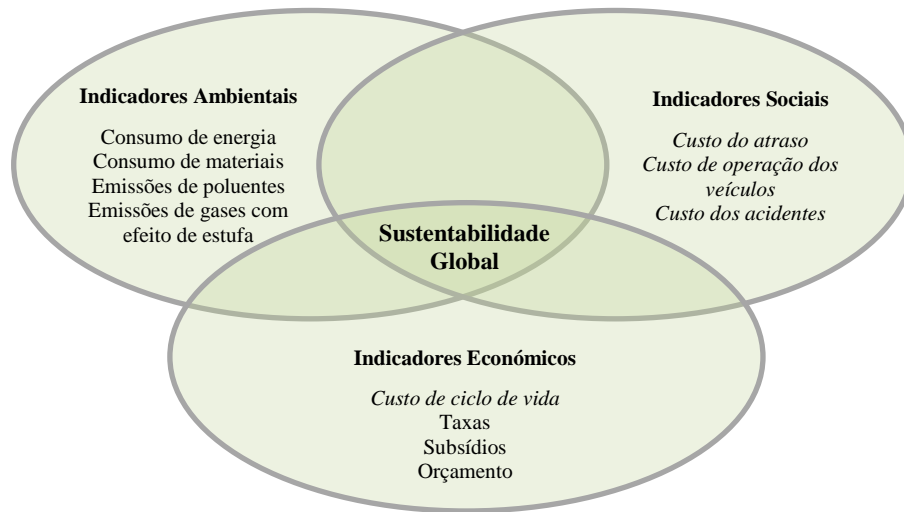 Indicadores Ambientais
Consumo de energia
Consumo de materiais
Emissões de poluentes
Emissões de gases com
efeito de estufa
Indicadores Sociais
Custo do atraso
Custo de operação dos
veículos
Custo dos acidentes
Sustentabilidade
Global
Indicadores Económicos
Custo de ciclo de vida
Taxas
Subsídios
Orçamento